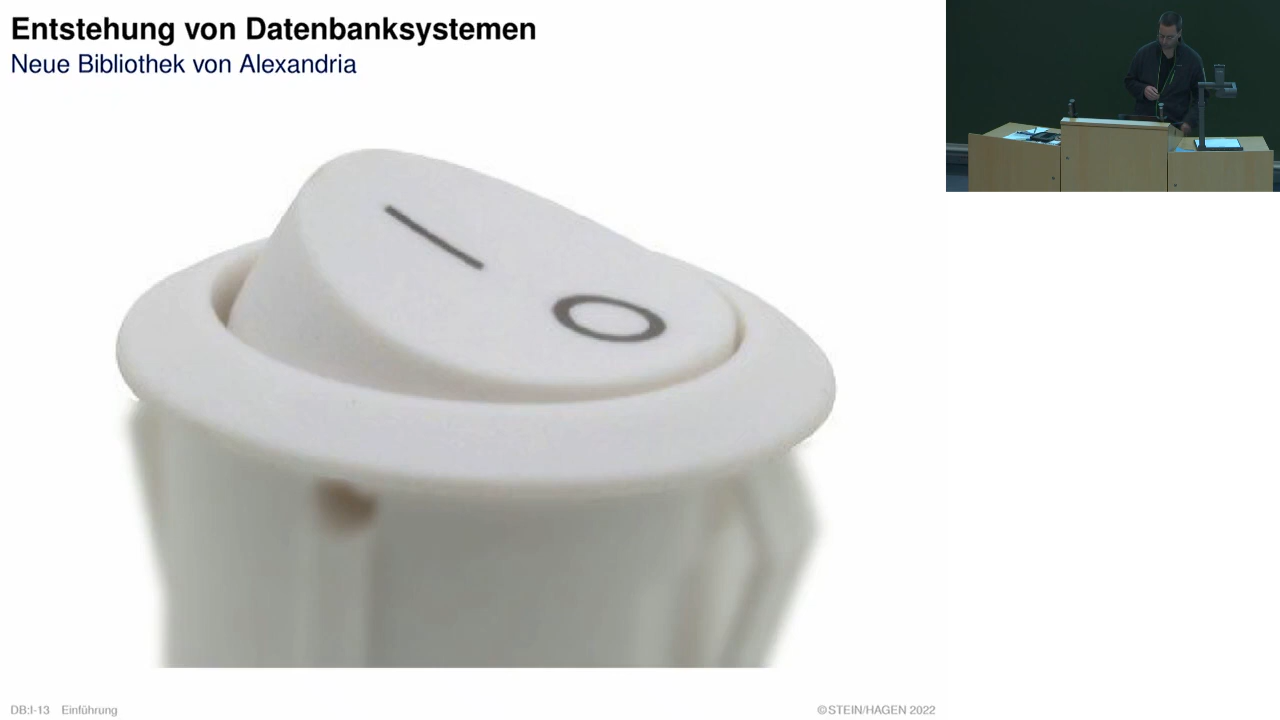 Entstehung von Datenbanksystemen
Neue Bibliothek von Alexandria
DB:I-13 Einführung
©STEIN/HAGEN 2022